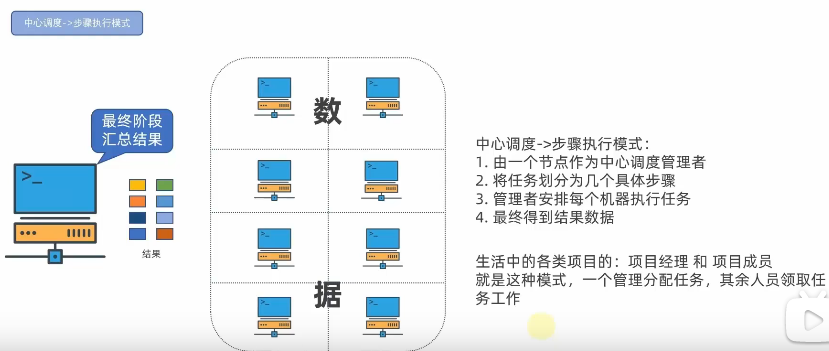 中心调度->步骤执行模式
最终阶段
汇总结果
>_
结果
>_
>_
数
>_
>_
>_
>_
据
>_
>_
中心调度->步骤执行模式：
1. 由一个节点作为中心调度管理者
2. 将任务划分为几个具体步骤
3. 管理者安排每个机器执行任务
4. 最终得到结果数据
生活中的各类项目的：项目经理 和 项目成员
就是这种模式，一个管理分配任务，其余人员领取任
务工作